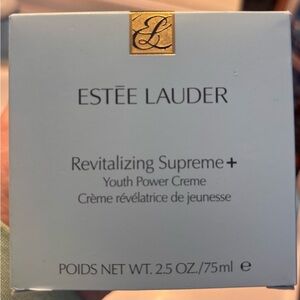 EL
ESTĒE LAUDER
Revitalizing Supreme+
Youth Power Creme
Crème révélatrice de jeunesse
POIDS NET WT. 2.5 OZ./75ml e